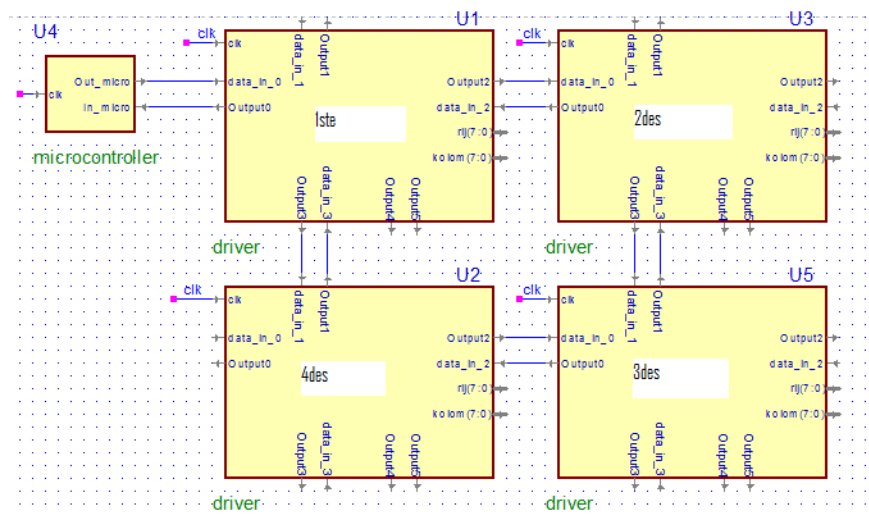 U4
clk
Out_micro
in_micro
microcontroller
U1
clk
clk
data_in_1
Output1
data_in_0
Output0
1ste
Output2
data_in_2
rij(7:0)
kolom(7:0)
Output3
data_in_3
Output4
Output5
driver
U3
clk
clk
data_in_1
Output1
data_in_0
Output0
2des
Output2
data_in_2
rij(7:0)
kolom(7:0)
Output3
data_in_3
Output4
Output5
driver
U2
clk
clk
data_in_1
Output1
data_in_0
Output0
4des
Output2
data_in_2
rij(7:0)
kolom(7:0)
Output3
data_in_3
Output4
Output5
driver
U5
clk
clk
data_in_1
Output1
data_in_0
Output0
3des
Output2
data_in_2
rij(7:0)
kolom(7:0)
Output3
data_in_3
Output4
Output5
driver